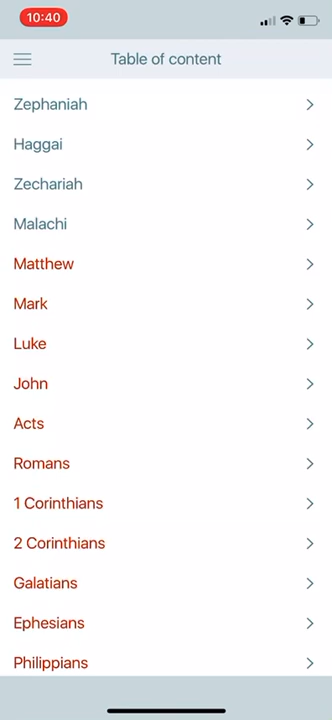 10:40
Table of content
Zephaniah
Haggai
Zechariah
Malachi
Matthew
Mark
Luke
John
Acts
Romans
1 Corinthians
2 Corinthians
Galatians
Ephesians
Philippians